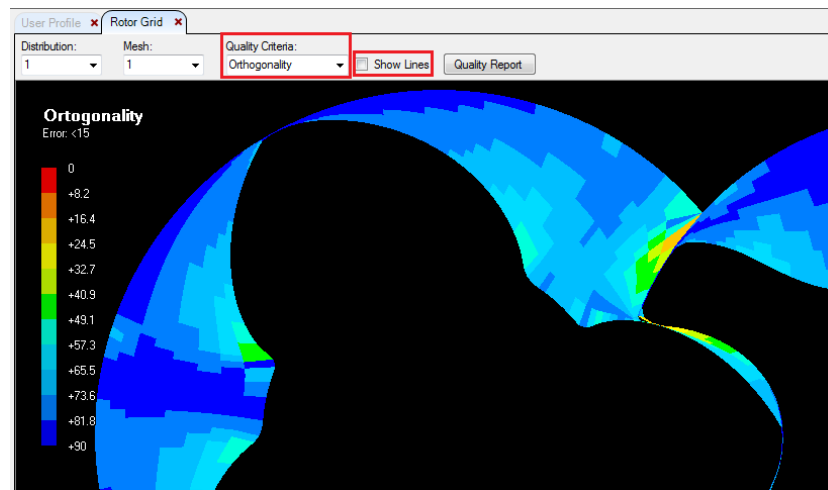 User Profile Rotor Grid
Distribution: Mesh: Quality Criteria:
1 1 Orthogonality Show Lines Quality Report
Ortogonality
Error: <15
0
+8.2
+16.4
+24.5
+32.7
+40.9
+49.1
+57.3
+65.5
+73.6
+81.8
+90